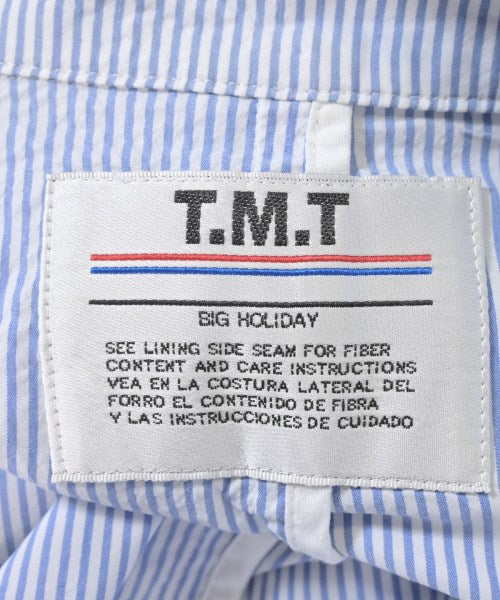 T.M.T
BIG HOLIDAY
SEE LINING SIDE SEAM FOR FIBER
CONTENT AND CARE INSTRUCTIONS
VEA EN LA COSTURA LATERAL DEL
FORRO EL CONTENIDO DE FIBRA
Y LAS INSTRUCCIONES DE CUIDADO